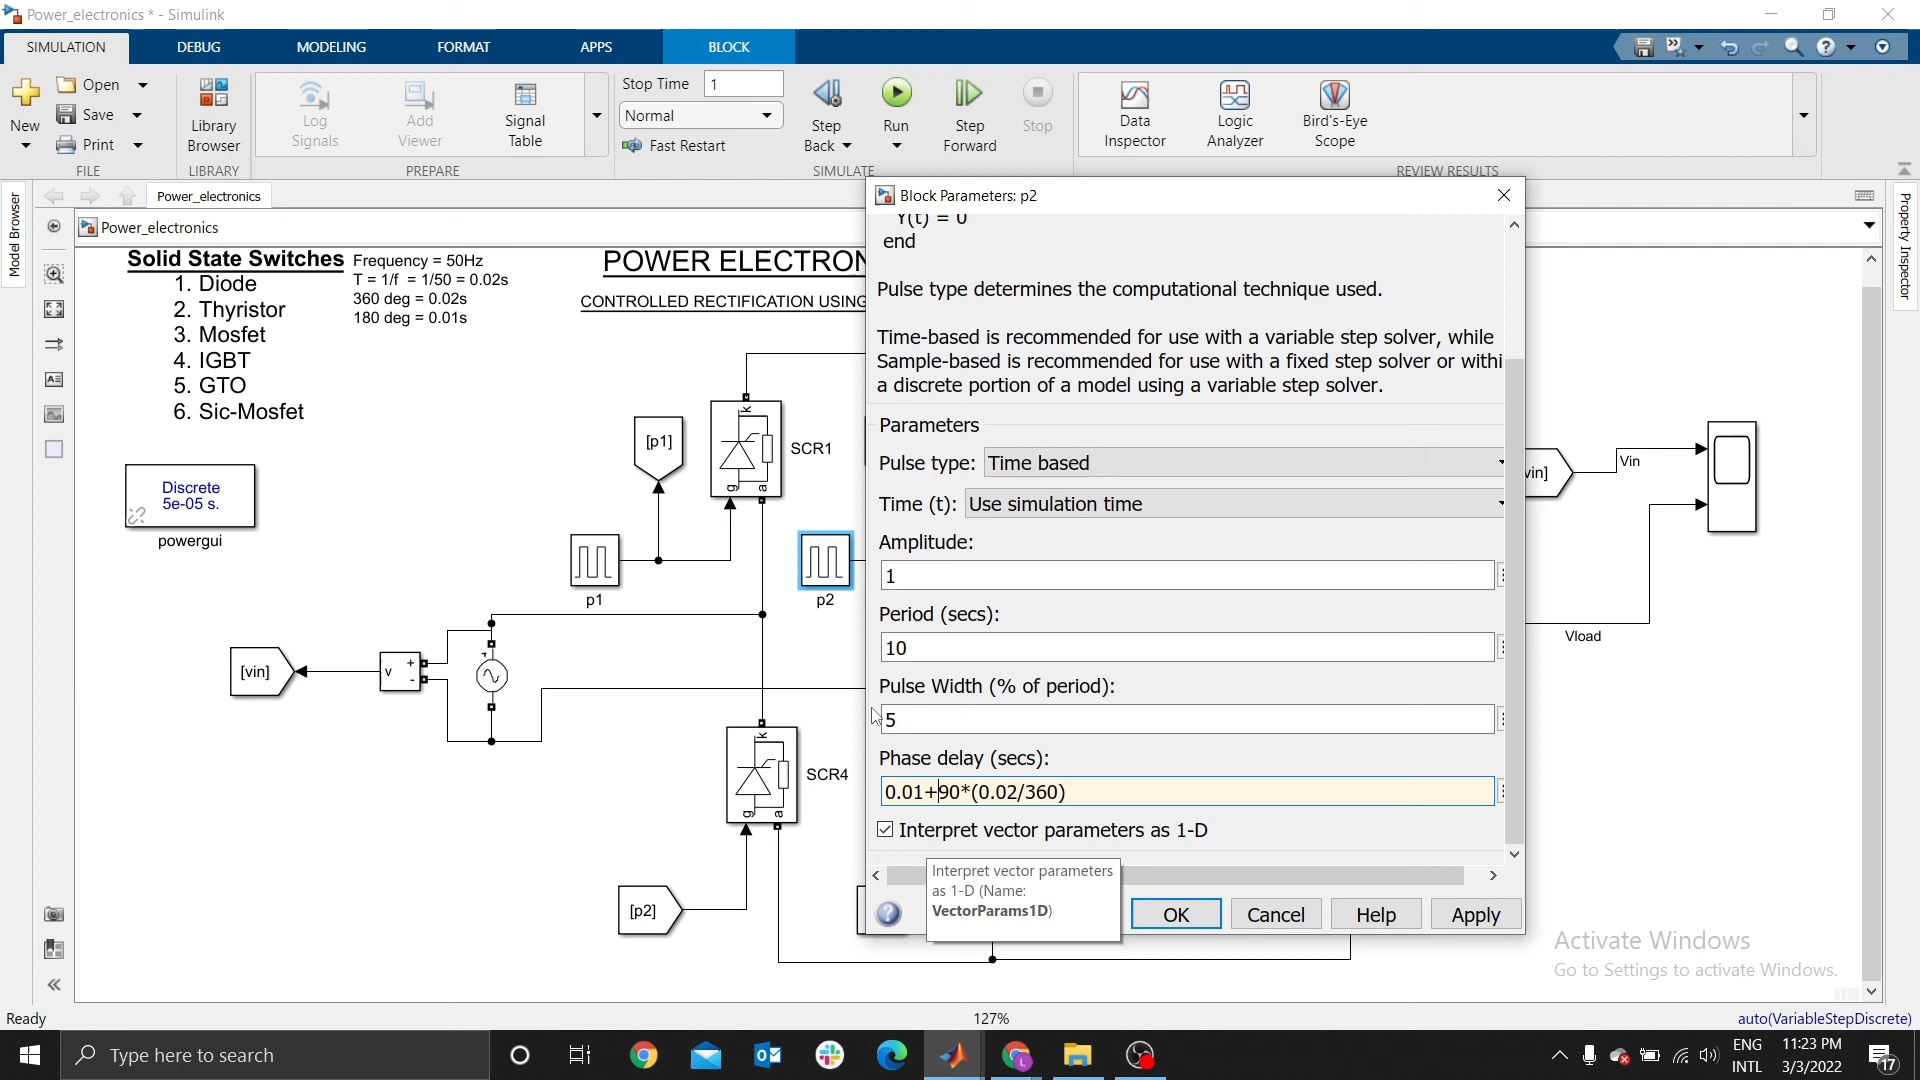 Power_electronics * - Simulink
SIMULATION DEBUG MODELING FORMAT APPS BLOCK
New
Open
Save
Print
FILE
Library Browser
LIBRARY
Log Signals
Add Viewer
Signal Table
PREPARE
Stop Time 1
Normal
Fast Restart
Step Back
Run
Step Forward
Stop
SIMULATE
Data Inspector
Logic Analyzer
Bird's-Eye Scope
REVIEW RESULTS
Model Browser
Property Inspector
Power_electronics
Power_electronics
Solid State Switches
1. Diode
2. Thyristor
3. Mosfet
4. IGBT
5. GTO
6. Sic-Mosfet
Frequency = 50Hz
T = 1/f = 1/50 = 0.02s
360 deg = 0.02s
180 deg = 0.01s
POWER ELECTRON
CONTROLLED RECTIFICATION USING
Discrete
5e-05 s.
powergui
[p1]
k
g a
SCR1
p1
p2
[vin]
v + -
+
k
g a
SCR4
[p2]
vin]
Vin
Vload
Block Parameters: p2
Y(t) = 0
end
Pulse type determines the computational technique used.
Time-based is recommended for use with a variable step solver, while
Sample-based is recommended for use with a fixed step solver or withi
a discrete portion of a model using a variable step solver.
Parameters
Pulse type: Time based
Time (t): Use simulation time
Amplitude:
1
Period (secs):
10
Pulse Width (% of period):
5
Phase delay (secs):
0.01+90*(0.02/360)
Interpret vector parameters as 1-D
Interpret vector parameters
as 1-D (Name:
VectorParams1D)
OK Cancel Help Apply
Activate Windows
Go to Settings to activate Windows.
Ready 127% auto(VariableStepDiscrete)
Type here to search
ENG
INTL
11:23 PM
3/3/2022
17